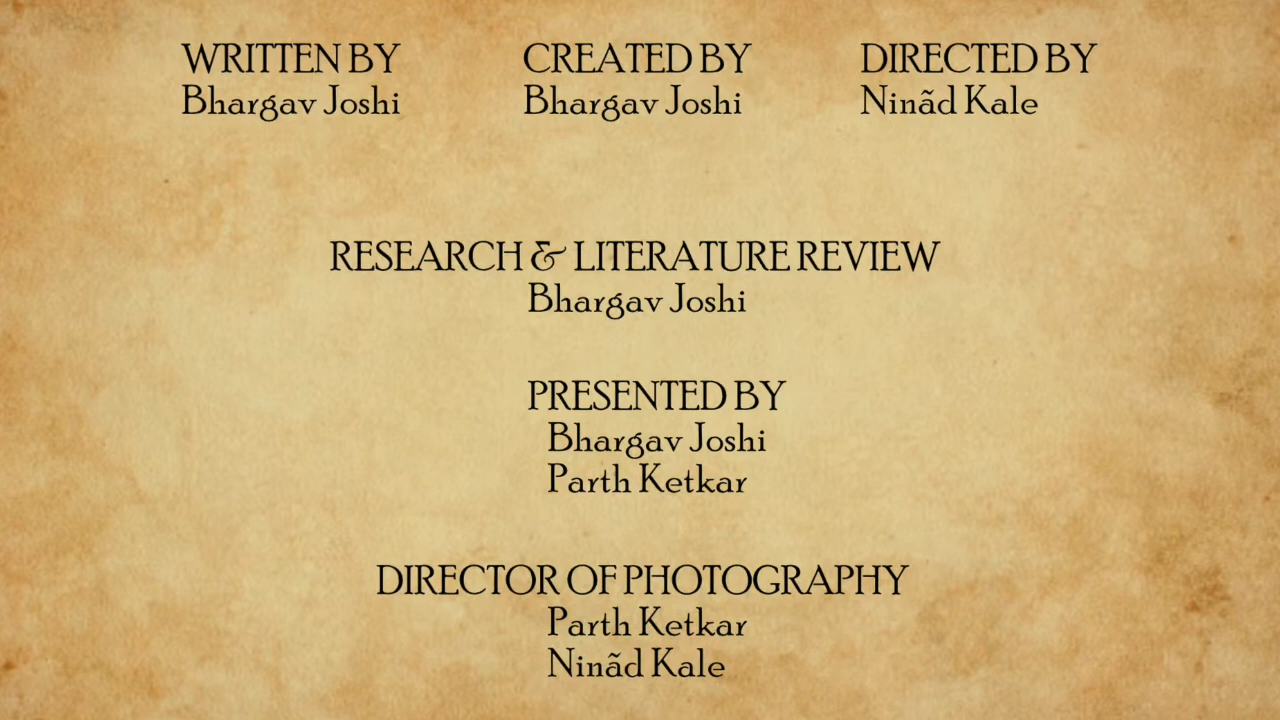 WRITTEN BY
Bhargav Joshi
CREATED BY
Bhargav Joshi
DIRECTED BY
Ninãd Kale
RESEARCH & LITERATURE REVIEW
Bhargav Joshi
PRESENTED BY
Bhargav Joshi
Parth Ketkar
DIRECTOR OF PHOTOGRAPHY
Parth Ketkar
Ninãd Kale